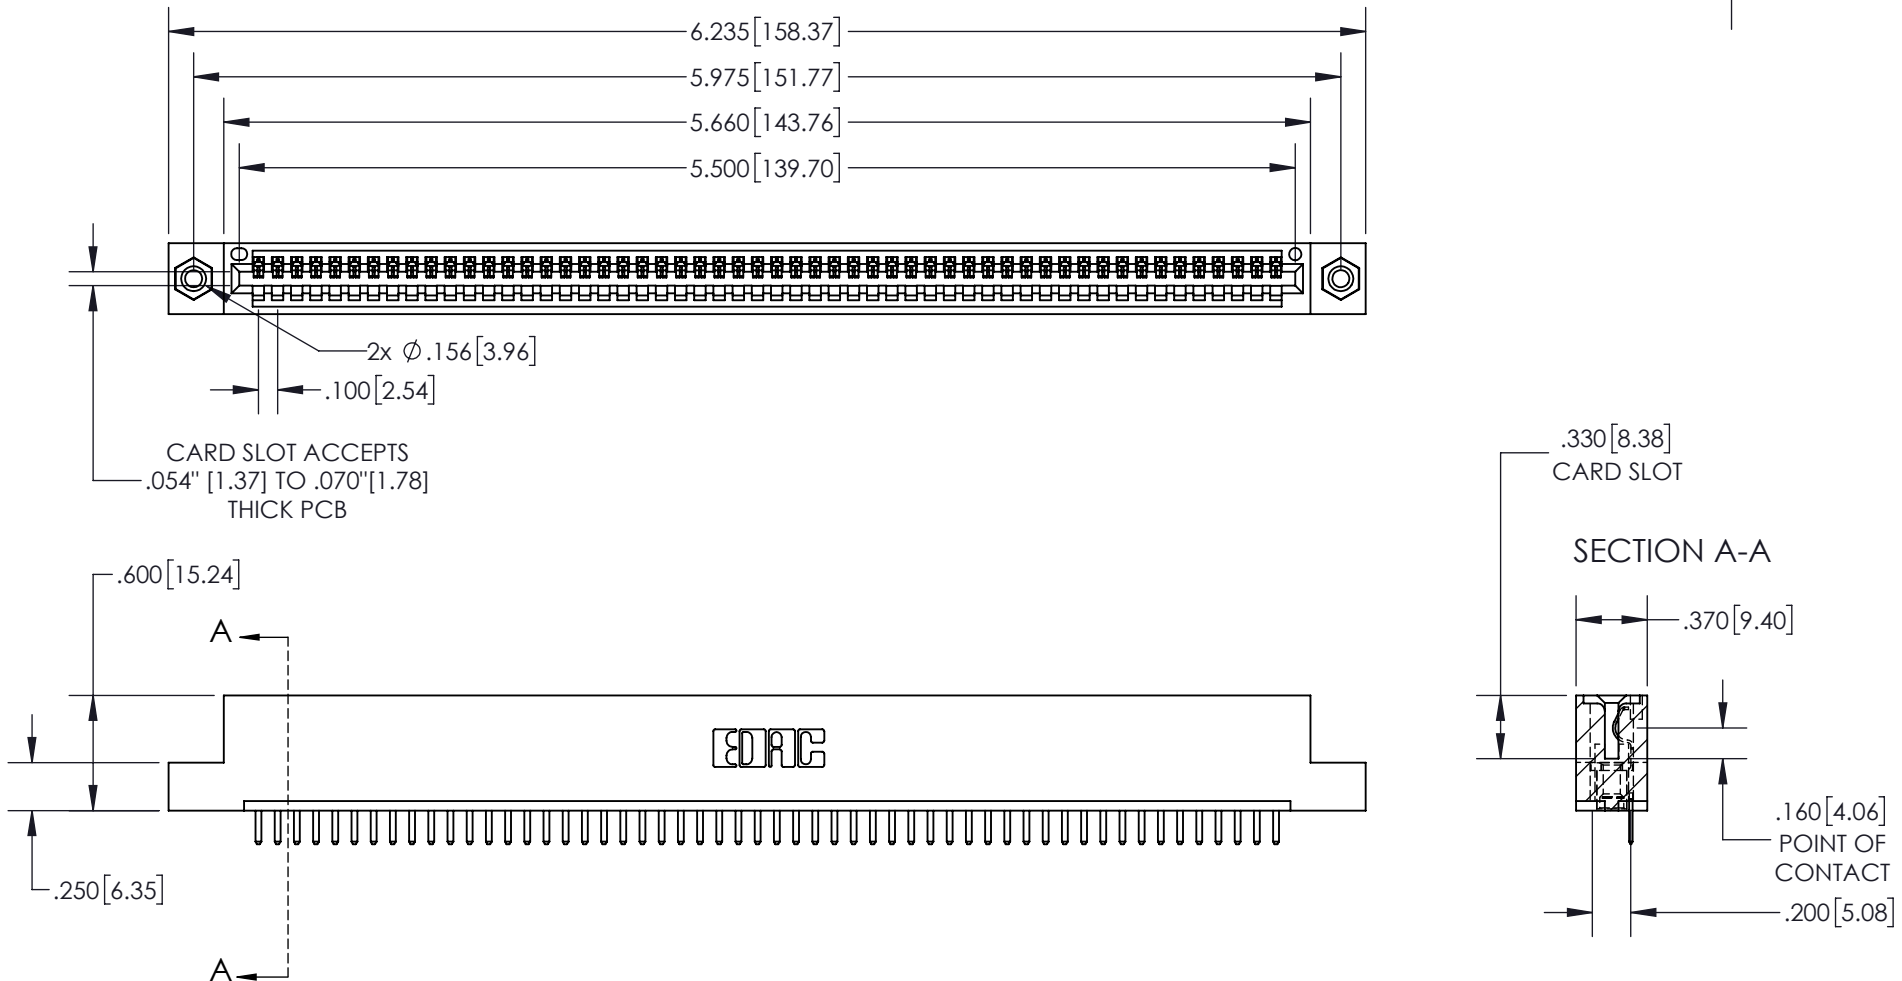 6.235[158.37]
5.975[151.77]
5.660[143.76]
5.500[139.70]
2x Ø.156[3.96]
.100[2.54]
CARD SLOT ACCEPTS
.054" [1.37] TO .070"[1.78]
THICK PCB
.330[8.38]
CARD SLOT
SECTION A-A
.600[15.24]
A
.370[9.40]
EDAC
.250[6.35]
.160[4.06]
POINT OF
CONTACT
.200[5.08]
A